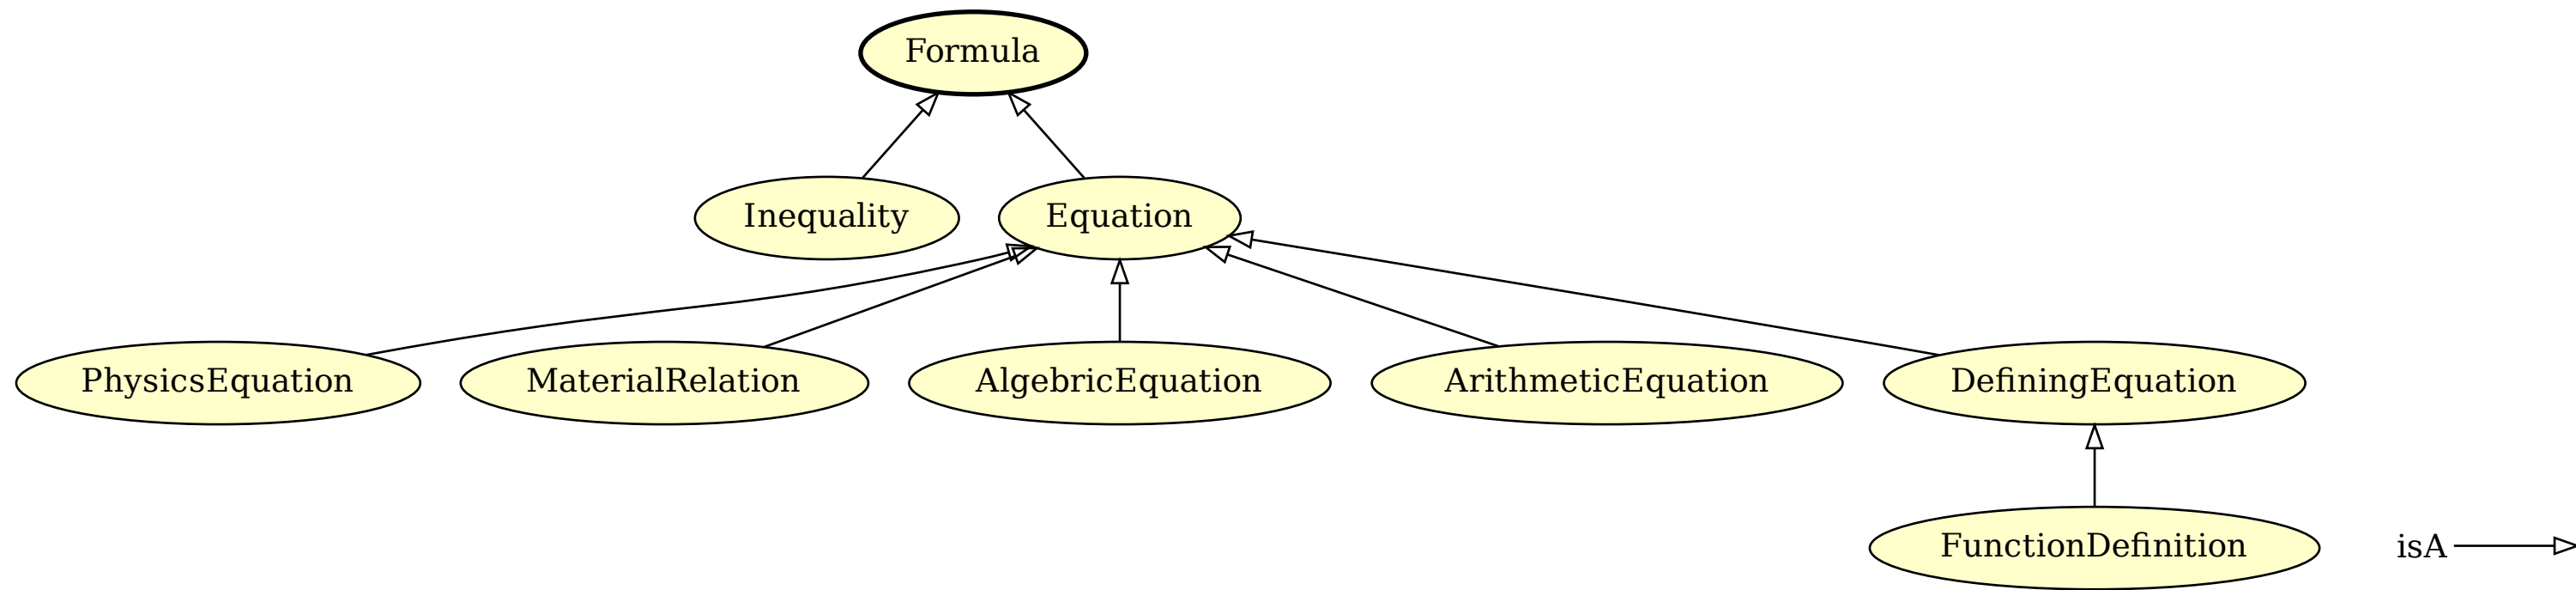 Formula
Inequality
Equation
PhysicsEquation
MaterialRelation
AlgebricEquation
ArithmeticEquation
DefiningEquation
FunctionDefinition
isA